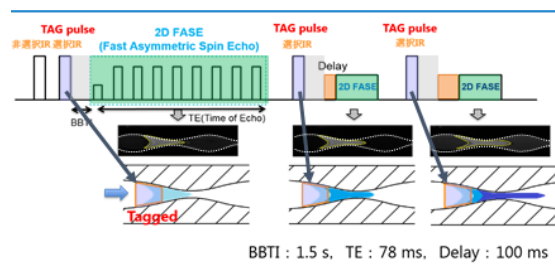 TAG pulse
非選択IR 選択IR
2D FASE
(Fast Asymmetric Spin Echo)
BBTI
TE(Time of Echo)
TAG pulse
選択IR
Delay
2D FASE
TAG pulse
選択IR
2D FASE
Tagged
BBTI：1.5 s, TE：78 ms, Delay：100 ms